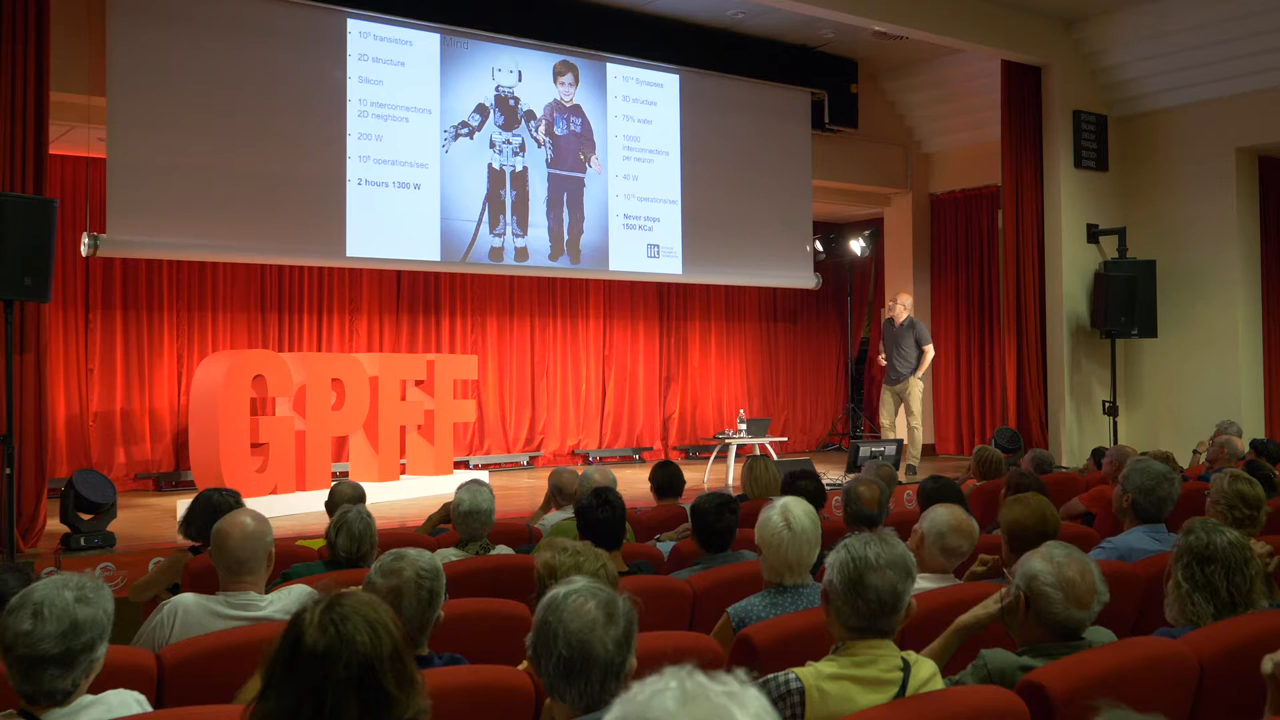 Mind
• 10⁹ transistors
• 2D structure
• Silicon
• 10 interconnections
2D neighbors
• 200 W
• 10⁹ operations/sec
• 2 hours 1300 W
• 10¹⁴ Synapses
• 3D structure
• 75% water
• 10000
interconnections
per neuron
• 40 W
• 10¹⁵ operations/sec
• Never stops
1500 KCal
iit
GPFF